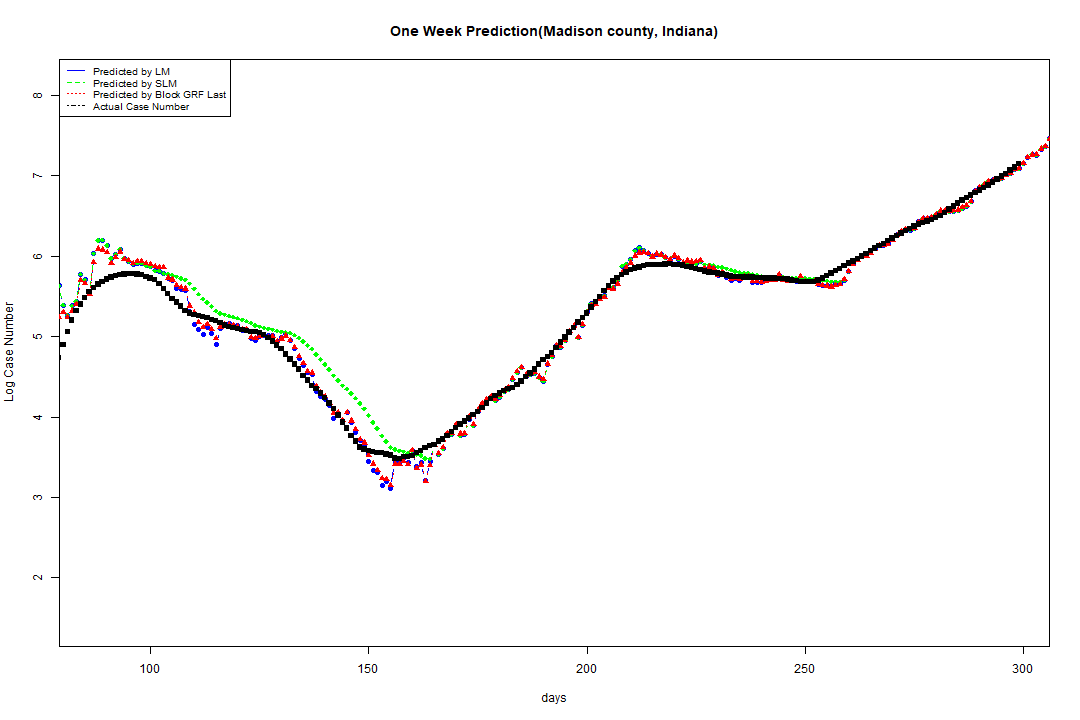 One Week Prediction(Madison county, Indiana)
Predicted by LM
Predicted by SLM
Predicted by Block GRF Last
Actual Case Number
8
7
6
5
4
3
2
Log Case Number
100 150 200 250 300
days